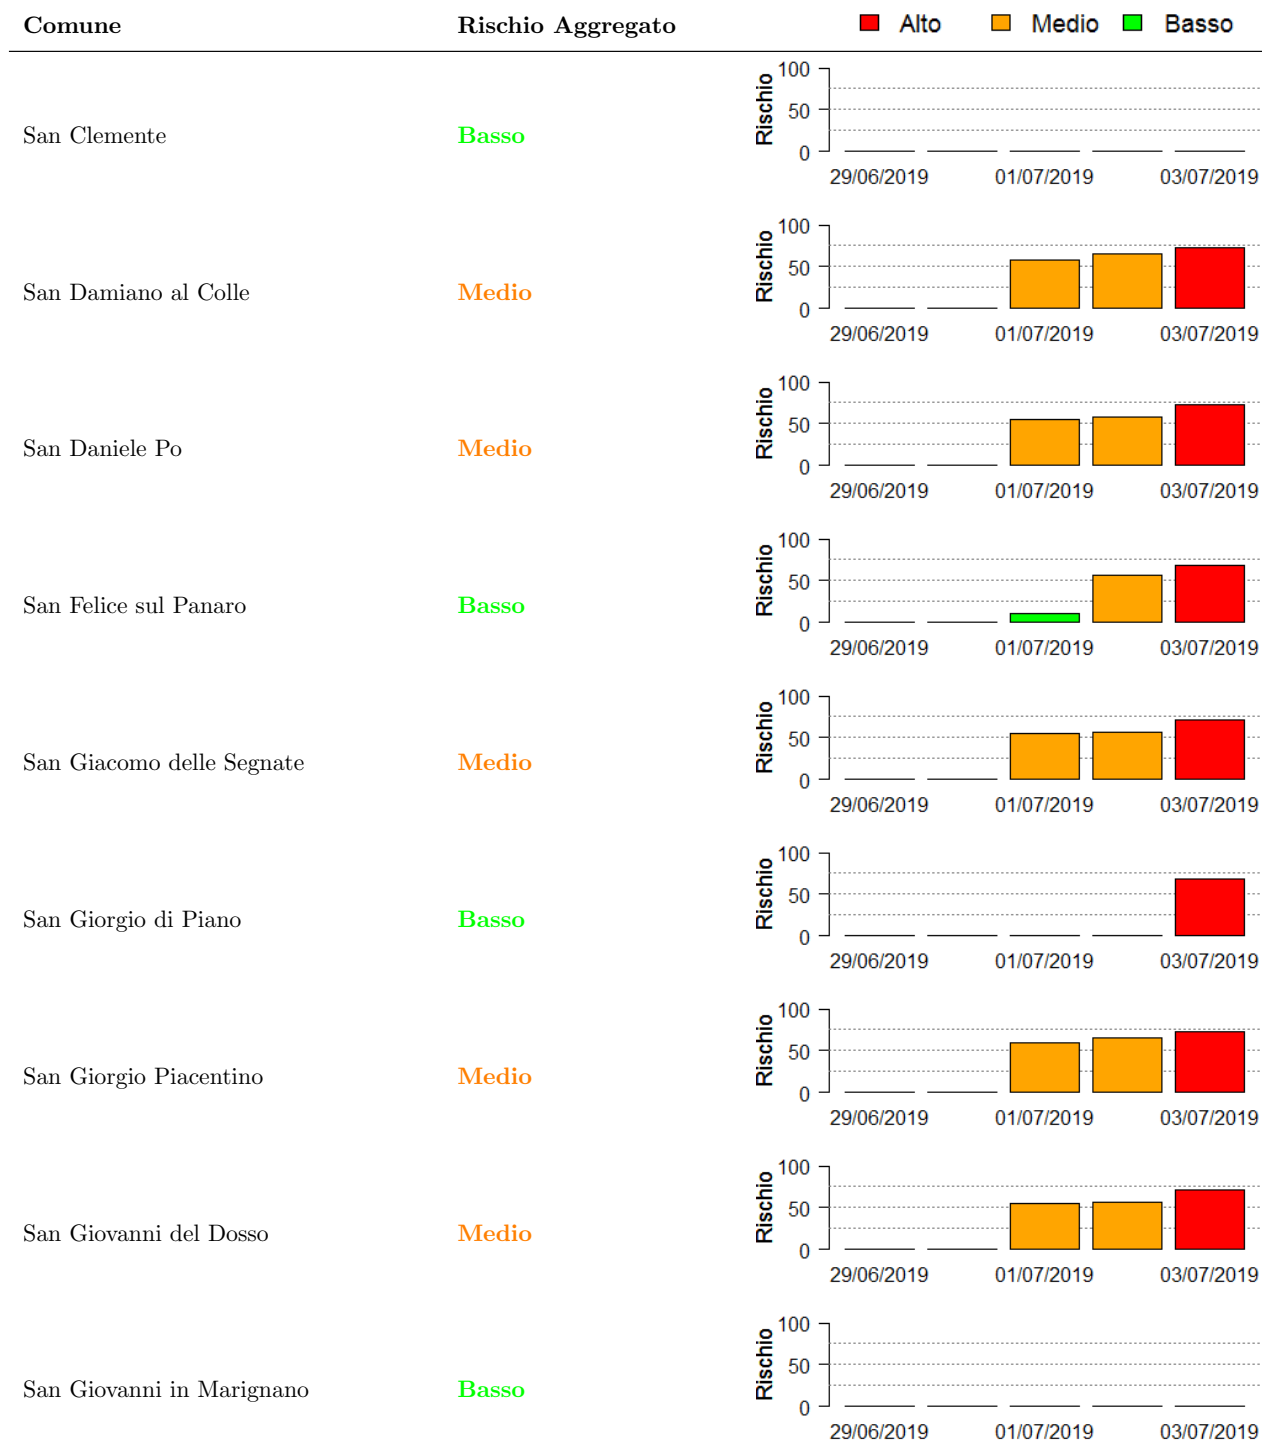 Comune Rischio Aggregato Alto Medio Basso
100
50
0
Rischio
San Clemente Basso
29/06/2019 01/07/2019 03/07/2019
100
50
0
Rischio
San Damiano al Colle Medio
29/06/2019 01/07/2019 03/07/2019
100
50
0
Rischio
San Daniele Po Medio
29/06/2019 01/07/2019 03/07/2019
100
50
0
Rischio
San Felice sul Panaro Basso
29/06/2019 01/07/2019 03/07/2019
100
50
0
Rischio
San Giacomo delle Segnate Medio
29/06/2019 01/07/2019 03/07/2019
100
50
0
Rischio
San Giorgio di Piano Basso
29/06/2019 01/07/2019 03/07/2019
100
50
0
Rischio
San Giorgio Piacentino Medio
29/06/2019 01/07/2019 03/07/2019
100
50
0
Rischio
San Giovanni del Dosso Medio
29/06/2019 01/07/2019 03/07/2019
100
50
0
Rischio
San Giovanni in Marignano Basso
29/06/2019 01/07/2019 03/07/2019